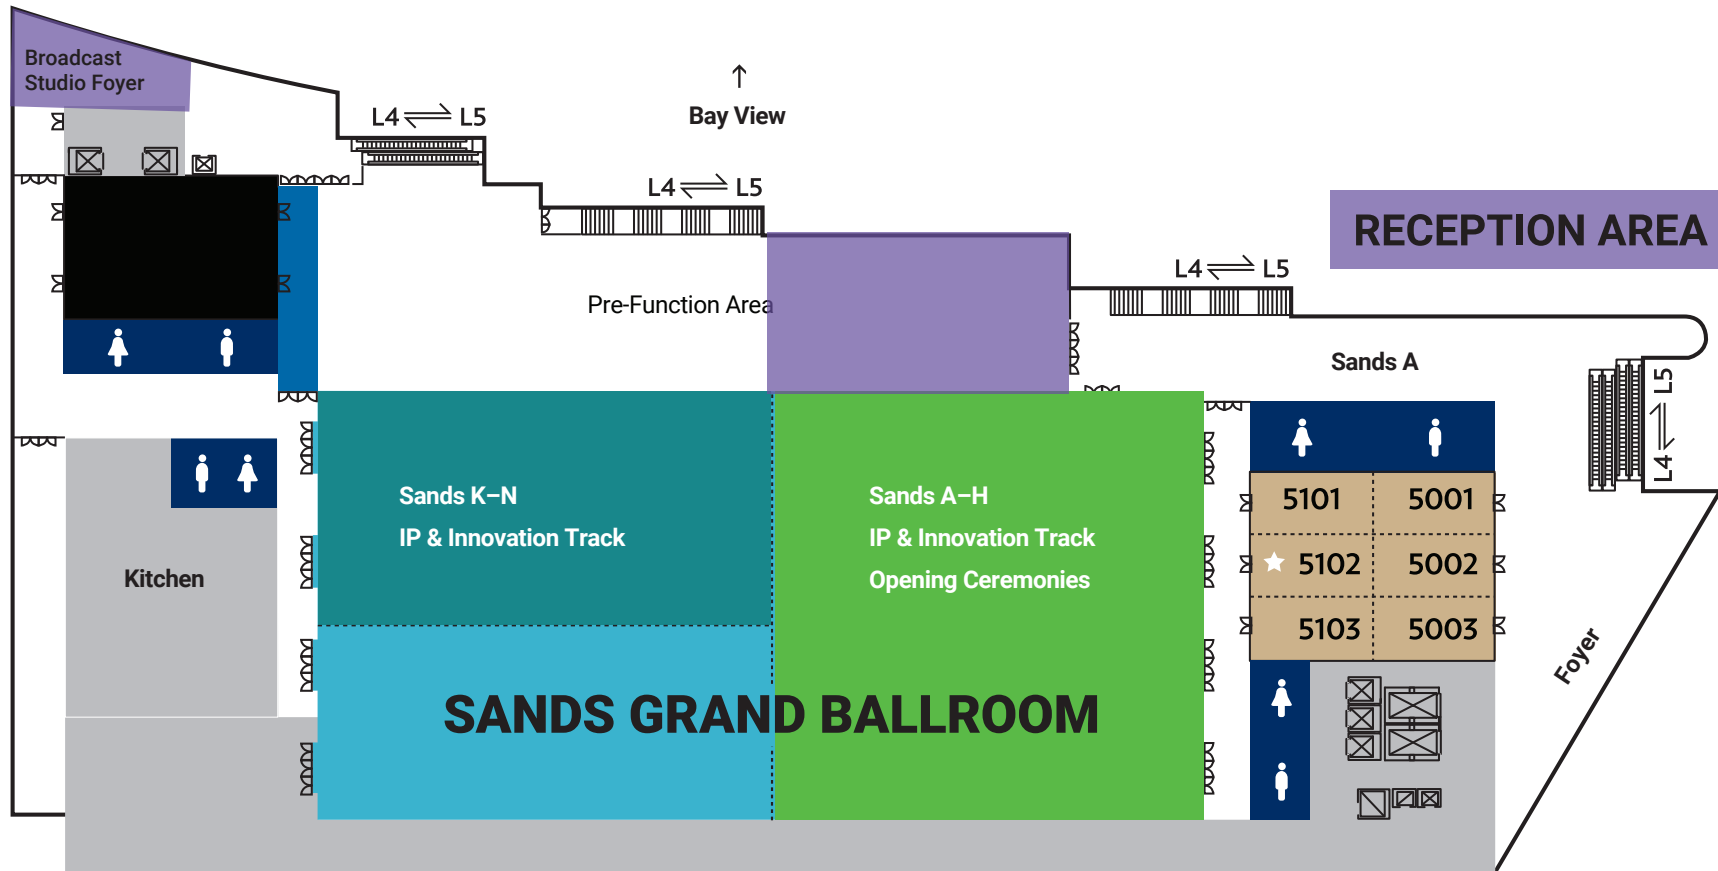 Broadcast
Studio Foyer
L4 ⇌ L5
↑
Bay View
L4 ⇌ L5
RECEPTION AREA
L4 ⇌ L5
Pre-Function Area
Sands A
L4 ⇌ L5
Sands K–N
IP & Innovation Track
Sands A–H
IP & Innovation Track
Opening Ceremonies
5101 5001
5102 5002
5103 5003
Kitchen
Foyer
SANDS GRAND BALLROOM